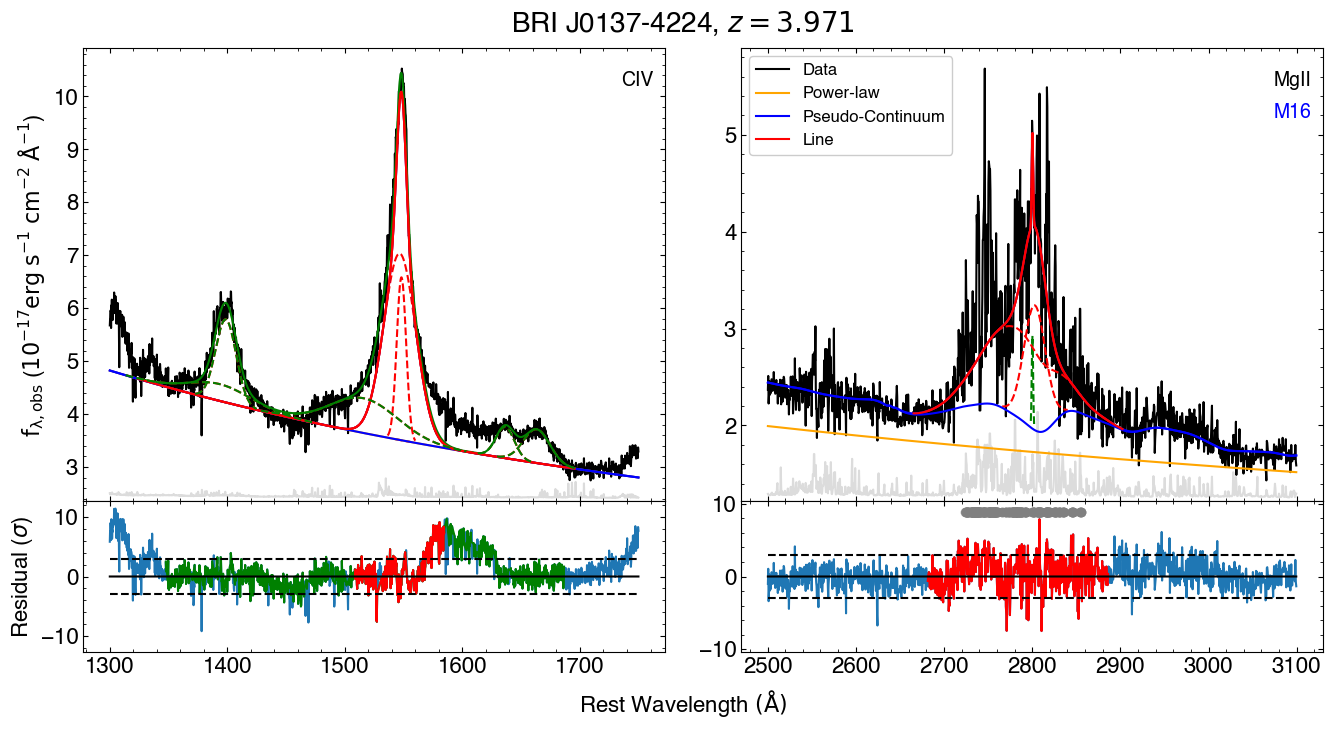 BRI J0137-4224, z = 3.971
CIV
f_λ,obs (10⁻¹⁷erg s⁻¹ cm⁻² Å⁻¹)
10
9
8
7
6
5
4
3
Data
Power-law
Pseudo-Continuum
Line
MgII
M16
5
4
3
2
Residual (σ)
10
0
−10
10
0
−10
1300 1400 1500 1600 1700
2500 2600 2700 2800 2900 3000 3100
Rest Wavelength (Å)